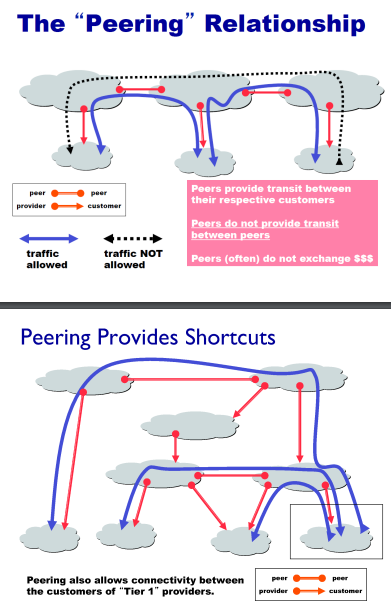 The “Peering” Relationship
peer peer
provider customer
traffic
allowed
traffic NOT
allowed
Peers provide transit between
their respective customers
Peers do not provide transit
between peers
Peers (often) do not exchange $$$
Peering Provides Shortcuts
Peering also allows connectivity between
the customers of “Tier 1” providers.
peer peer
provider customer